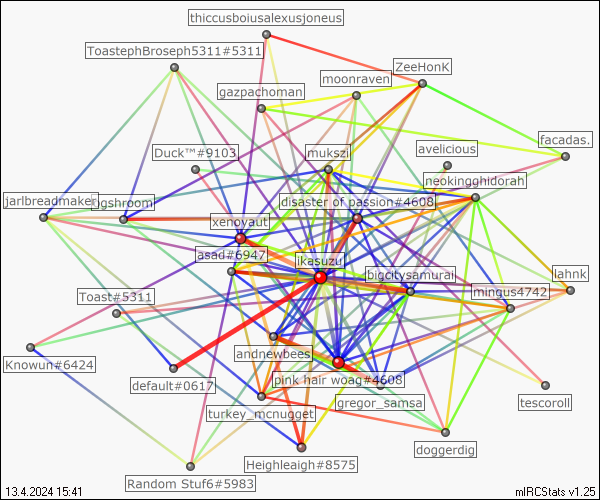 thiccusboiusalexusjoneus
ToastephBroseph5311#5311
ZeeHonK
moonraven
gazpachoman
facadas.
avelicious
Duck™#9103
mukszi
neokingghidorah
jarlbreadmaker
ngshroom
disaster of passion#4608
xenoyaut
asad#6947
ikasuzu
bigcitysamurai
lahnk
mingus4742
Toast#5311
andnewbees
Knowun#6424
default#0617
pink hair woag#4608
gregor_samsa
tescoroll
turkey_mcnugget
doggerdig
Heighleaigh#8575
Random Stuf6#5983
13.4.2024 15:41
mIRCStats v1.25